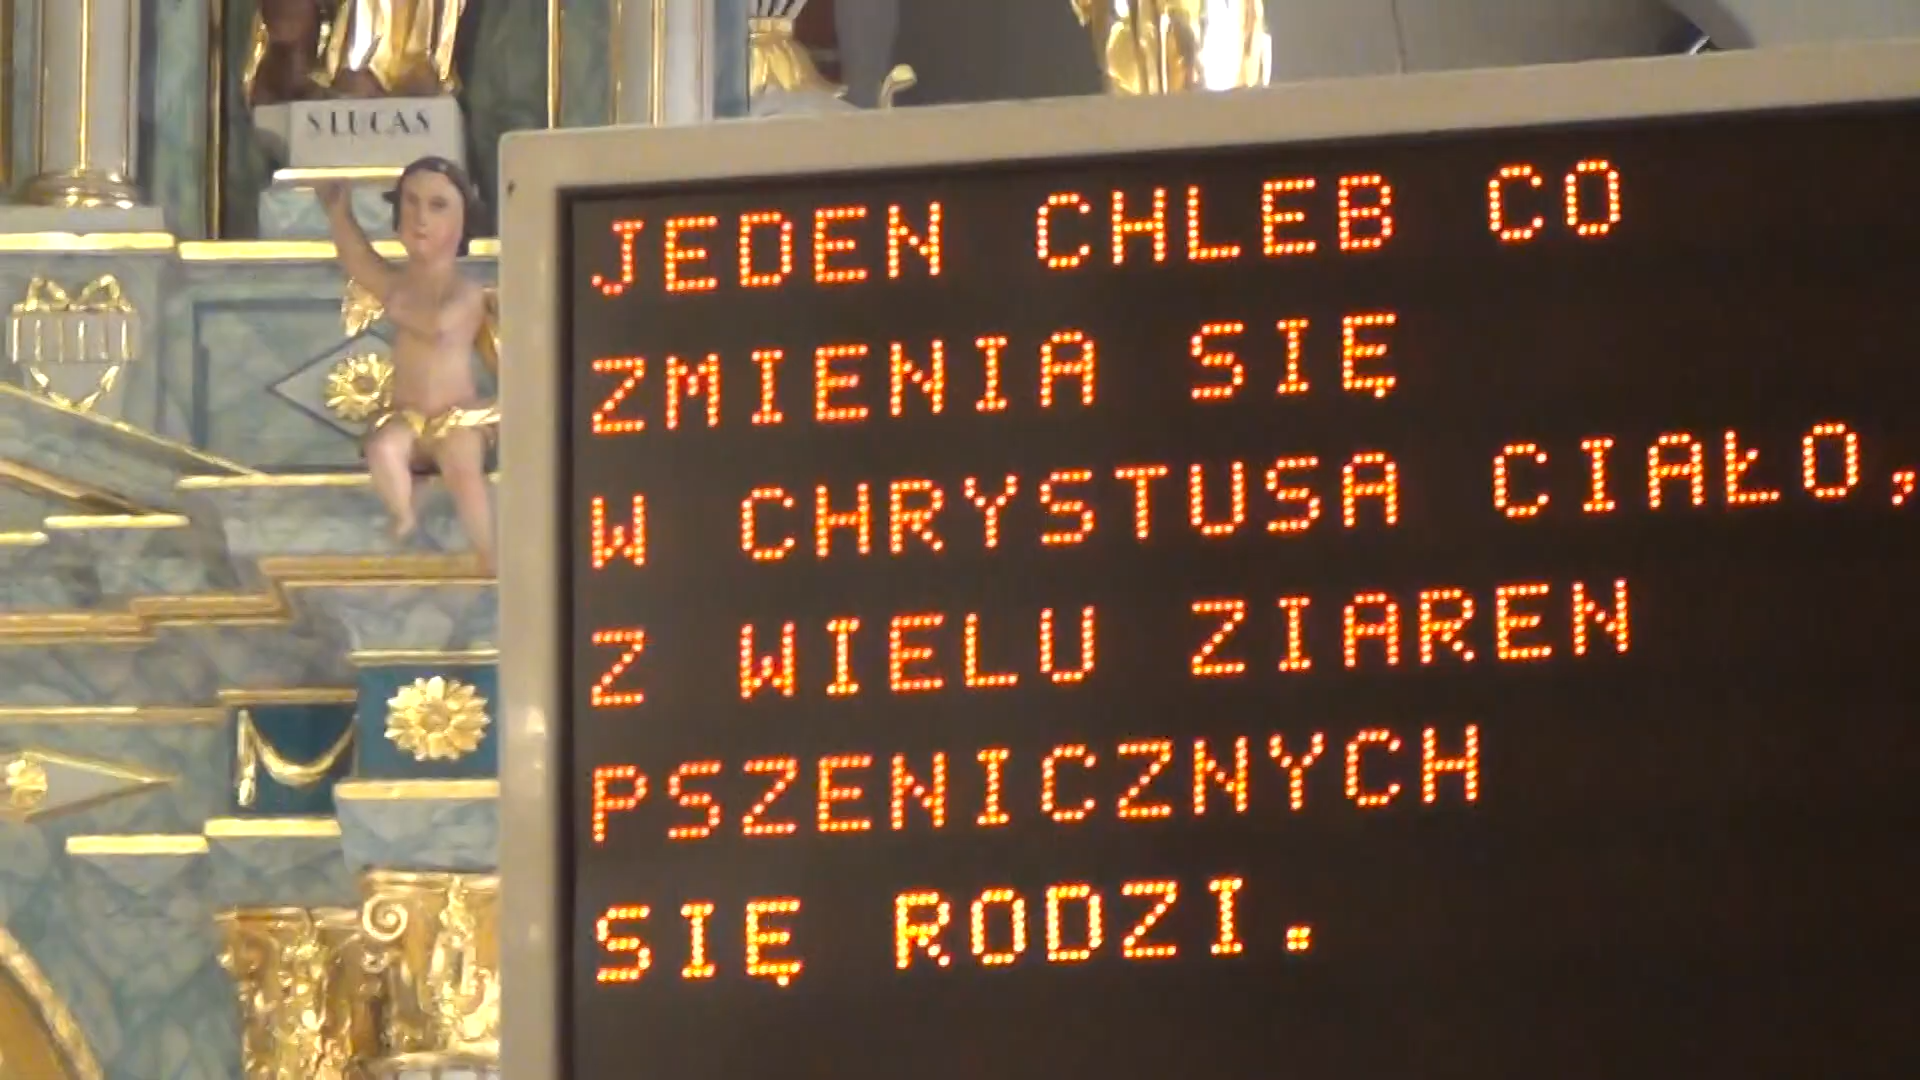 S LUCAS
JEDEN CHLEB CO
ZMIENIA SIĘ
W CHRYSTUSA CIAŁO,
Z WIELU ZIAREN
PSZENICZNYCH
SIĘ RODZI.